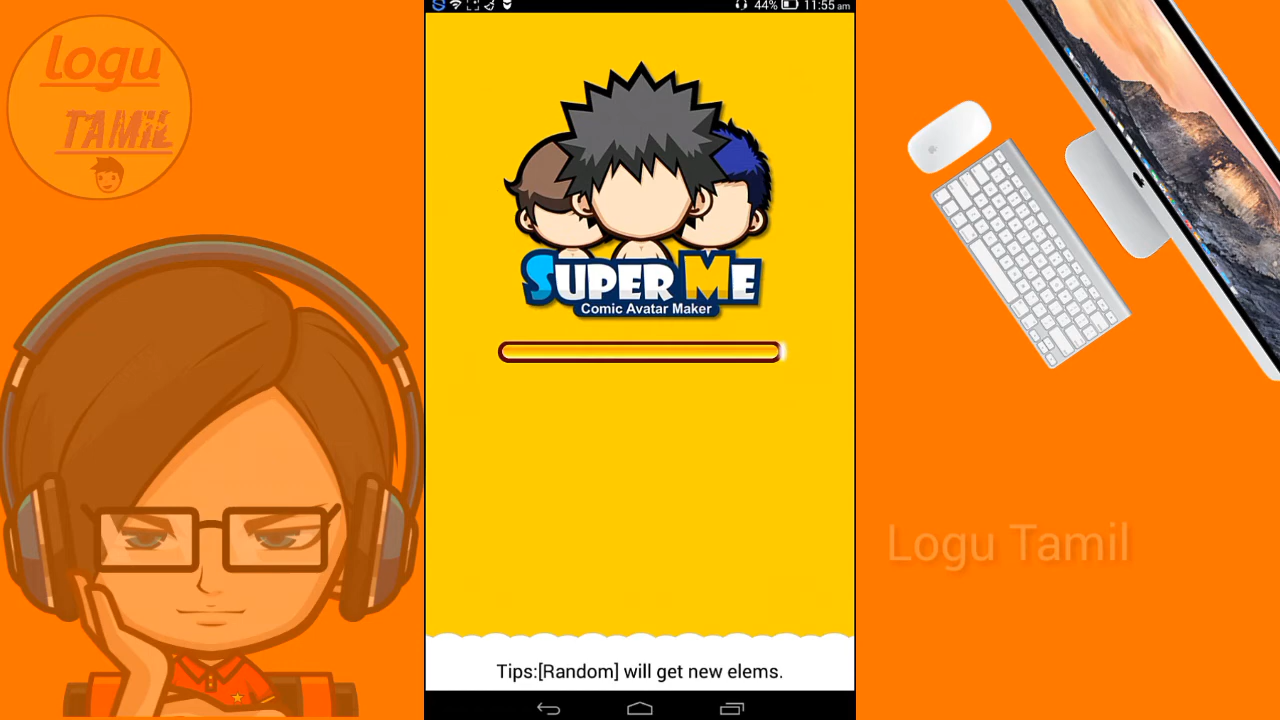 logu
TAMIL
44% 11:55 am
SUPER ME
Comic Avatar Maker
Logu Tamil
Tips:[Random] will get new elems.